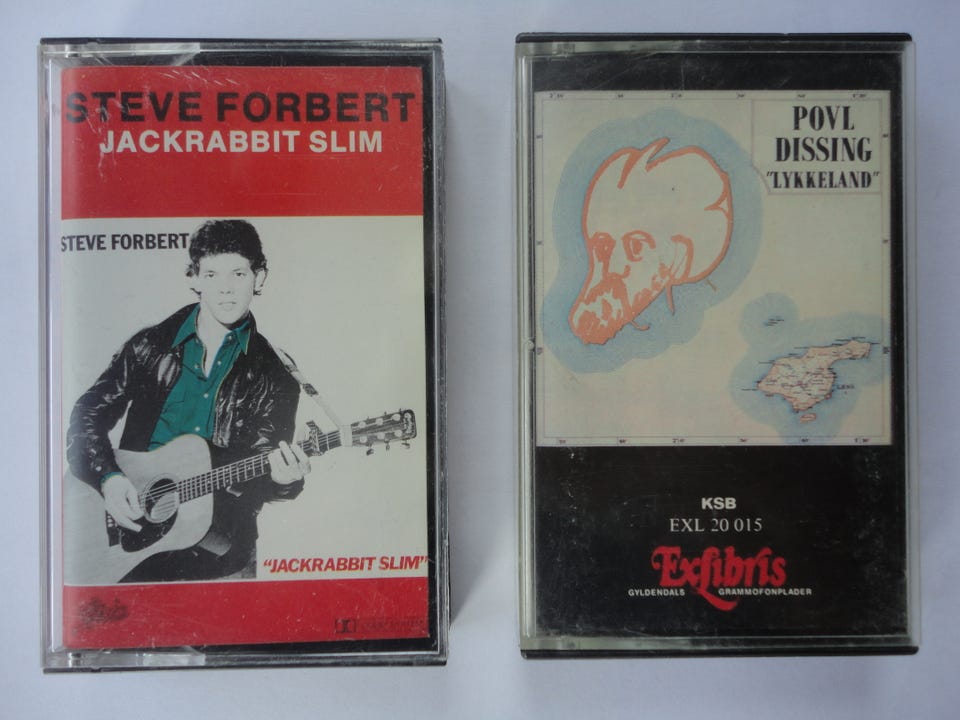 STEVE FORBERT
JACKRABBIT SLIM
STEVE FORBERT
"JACKRABBIT SLIM"
POVL
DISSING
"LYKKELAND"
KSB
EXL 20 015
ExLibris
GYLDENDALS GRAMMOFONPLADER